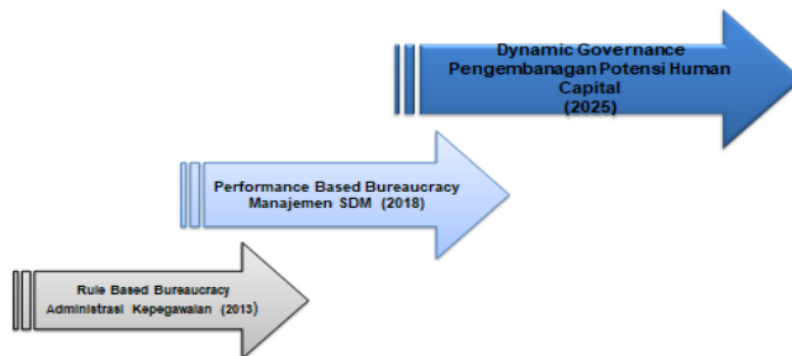 Dynamic Governance
Pengembanagan Potensi Human
Capital
(2025)
Performance Based Bureaucracy
Manajemen SDM (2018)
Rule Based Bureaucracy
Administrasi Kepegawaian (2013)